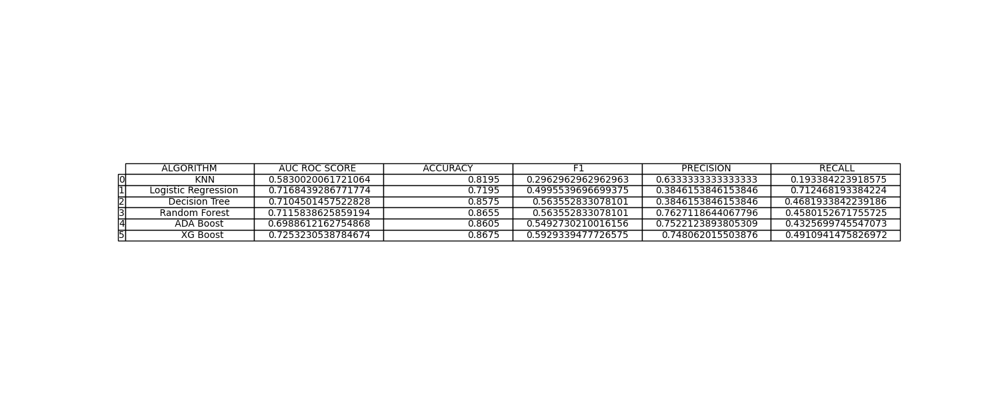 ALGORITHM AUC ROC SCORE ACCURACY F1 PRECISION RECALL
0 KNN 0.5830020061721064 0.8195 0.2962962962962963 0.6333333333333333 0.193384223918575
1 Logistic Regression 0.7168439286771774 0.7195 0.4995539696699375 0.3846153846153846 0.712468193384224
2 Decision Tree 0.7104501457522828 0.8575 0.563552833078101 0.3846153846153846 0.4681933842239186
3 Random Forest 0.7115838625859194 0.8655 0.563552833078101 0.7627118644067796 0.4580152671755725
4 ADA Boost 0.6988612162754868 0.8605 0.5492730210016156 0.7522123893805309 0.4325699745547073
5 XG Boost 0.7253230538784674 0.8675 0.5929339477726575 0.748062015503876 0.4910941475826972